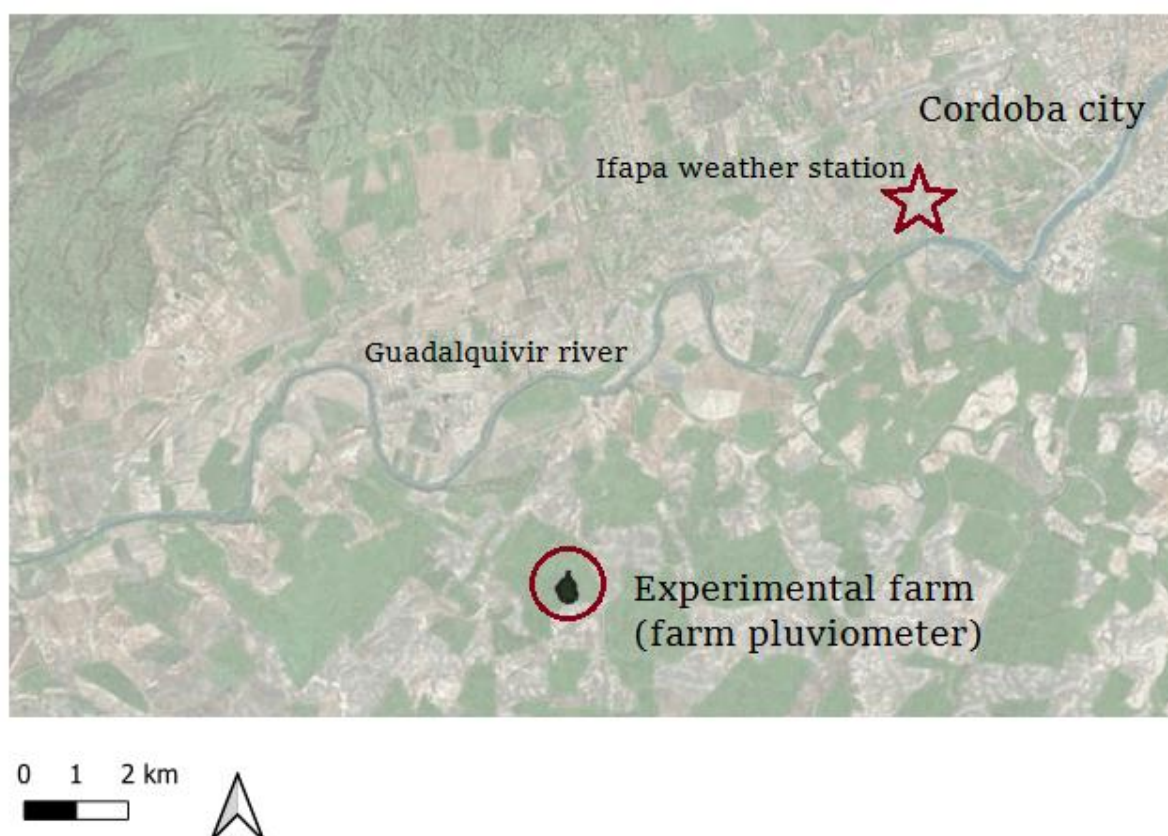 Cordoba city
Ifapa weather station
Guadalquivir river
Experimental farm
(farm pluviometer)
0 1 2 km